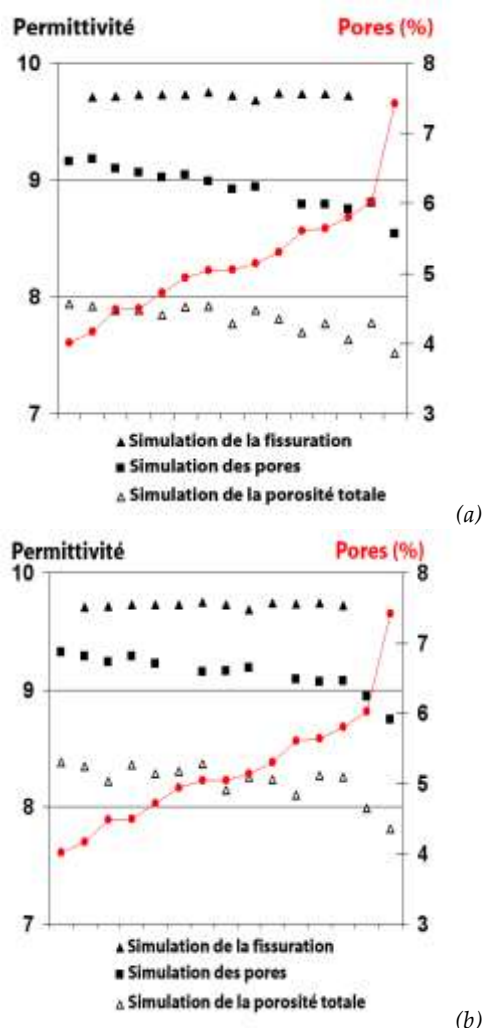 Permittivité Pores (%)
10 8
7
9 6
5
8
4
7 3
▲ Simulation de la fissuration
■ Simulation des pores
△ Simulation de la porosité totale
(a)
Permittivité Pores (%)
10 8
7
9
6
5
8
4
7 3
▲ Simulation de la fissuration
■ Simulation des pores
△ Simulation de la porosité totale
(b)